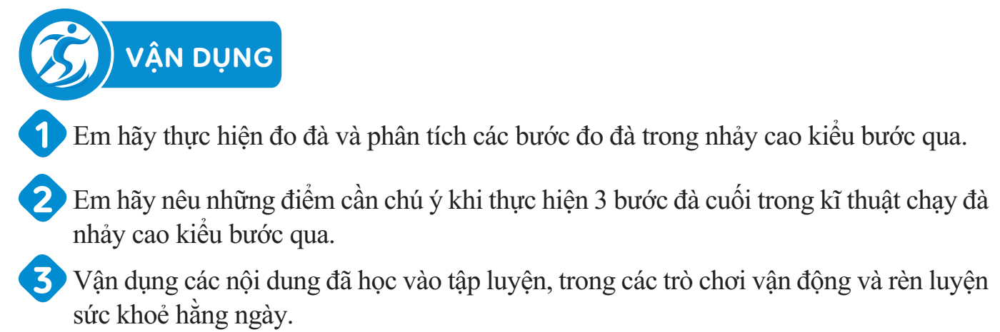 VẬN DỤNG
1 Em hãy thực hiện đo đà và phân tích các bước đo đà trong nhảy cao kiểu bước qua.
2 Em hãy nêu những điểm cần chú ý khi thực hiện 3 bước đà cuối trong kĩ thuật chạy đà
nhảy cao kiểu bước qua.
3 Vận dụng các nội dung đã học vào tập luyện, trong các trò chơi vận động và rèn luyện
sức khoẻ hằng ngày.